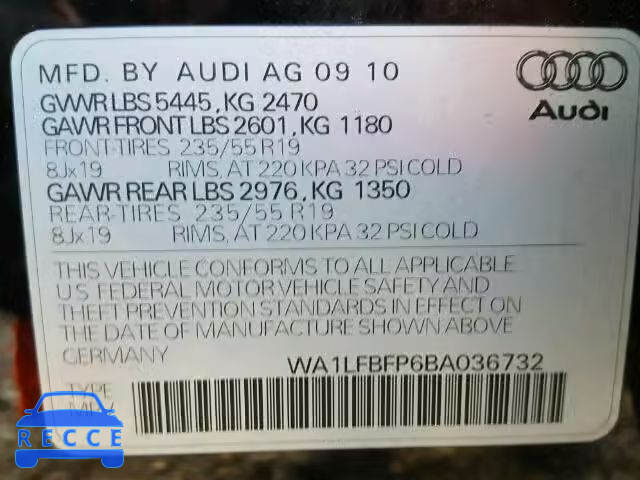 MFD. BY AUDI AG 09 10
GVWR LBS 5445, KG 2470
GAWR FRONT LBS 2601, KG 1180
FRONT-TIRES 235/55 R19
8Jx19 RIMS, AT 220 KPA 32 PSI COLD
GAWR REAR LBS 2976, KG 1350
REAR-TIRES 235/55 R19
8Jx19 RIMS, AT 220 KPA 32 PSI COLD
Audi
THIS VEHICLE CONFORMS TO ALL APPLICABLE
US FEDERAL MOTOR VEHICLE SAFETY AND
THEFT PREVENTION STANDARDS IN EFFECT ON
THE DATE OF MANUFACTURE SHOWN ABOVE
GERMANY
WA1LFBFP6BA036732
TYPE
MPV
RECCE